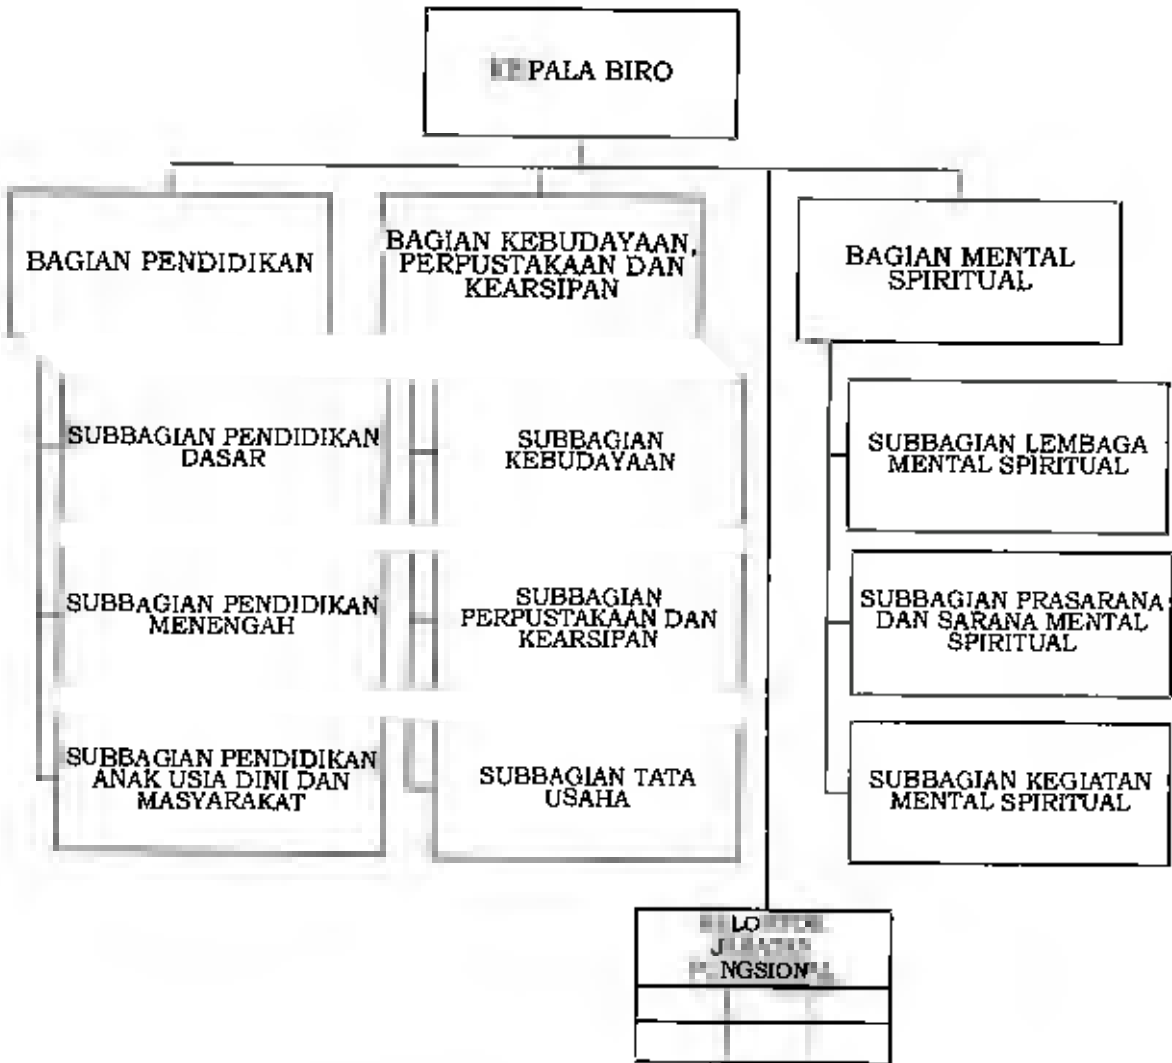 KEPALA BIRO
BAGIAN PENDIDIKAN
BAGIAN KEBUDAYAAN,
PERPUSTAKAAN DAN
KEARSIPAN
BAGIAN MENTAL
SPIRITUAL
SUBBAGIAN PENDIDIKAN
DASAR
SUBBAGIAN
KEBUDAYAAN
SUBBAGIAN LEMBAGA
MENTAL SPIRITUAL
SUBBAGIAN PENDIDIKAN
MENENGAH
SUBBAGIAN
PERPUSTAKAAN DAN
KEARSIPAN
SUBBAGIAN PRASARANA
DAN SARANA MENTAL
SPIRITUAL
SUBBAGIAN PENDIDIKAN
ANAK USIA DINI DAN
MASYARAKAT
SUBBAGIAN TATA
USAHA
SUBBAGIAN KEGIATAN
MENTAL SPIRITUAL